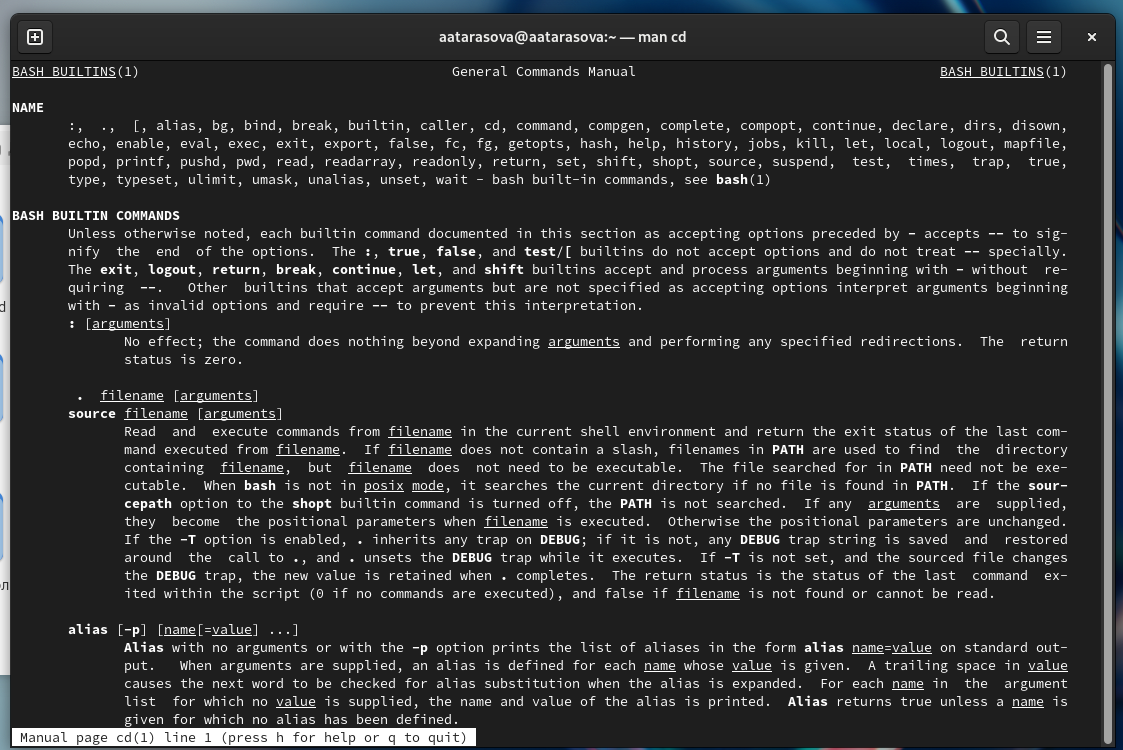 aatarasova@aatarasova:~ — man cd
BASH BUILTINS(1) General Commands Manual BASH BUILTINS(1)
NAME
:, ., [, alias, bg, bind, break, builtin, caller, cd, command, compgen, complete, compopt, continue, declare, dirs, disown,
echo, enable, eval, exec, exit, export, false, fc, fg, getopts, hash, help, history, jobs, kill, let, local, logout, mapfile,
popd, printf, pushd, pwd, read, readarray, readonly, return, set, shift, shopt, source, suspend, test, times, trap, true,
type, typeset, ulimit, umask, unalias, unset, wait - bash built-in commands, see bash(1)
BASH BUILTIN COMMANDS
Unless otherwise noted, each builtin command documented in this section as accepting options preceded by - accepts -- to sig-
nify the end of the options. The :, true, false, and test/[ builtins do not accept options and do not treat -- specially.
The exit, logout, return, break, continue, let, and shift builtins accept and process arguments beginning with - without re-
quiring --. Other builtins that accept arguments but are not specified as accepting options interpret arguments beginning
with - as invalid options and require -- to prevent this interpretation.
: [arguments]
No effect; the command does nothing beyond expanding arguments and performing any specified redirections. The return
status is zero.
. filename [arguments]
source filename [arguments]
Read and execute commands from filename in the current shell environment and return the exit status of the last com-
mand executed from filename. If filename does not contain a slash, filenames in PATH are used to find the directory
containing filename, but filename does not need to be executable. The file searched for in PATH need not be exe-
cutable. When bash is not in posix mode, it searches the current directory if no file is found in PATH. If the sour-
cepath option to the shopt builtin command is turned off, the PATH is not searched. If any arguments are supplied,
they become the positional parameters when filename is executed. Otherwise the positional parameters are unchanged.
If the -T option is enabled, . inherits any trap on DEBUG; if it is not, any DEBUG trap string is saved and restored
around the call to ., and . unsets the DEBUG trap while it executes. If -T is not set, and the sourced file changes
the DEBUG trap, the new value is retained when . completes. The return status is the status of the last command ex-
ited within the script (0 if no commands are executed), and false if filename is not found or cannot be read.
alias [-p] [name[=value] ...]
Alias with no arguments or with the -p option prints the list of aliases in the form alias name=value on standard out-
put. When arguments are supplied, an alias is defined for each name whose value is given. A trailing space in value
causes the next word to be checked for alias substitution when the alias is expanded. For each name in the argument
list for which no value is supplied, the name and value of the alias is printed. Alias returns true unless a name is
given for which no alias has been defined.
Manual page cd(1) line 1 (press h for help or q to quit)